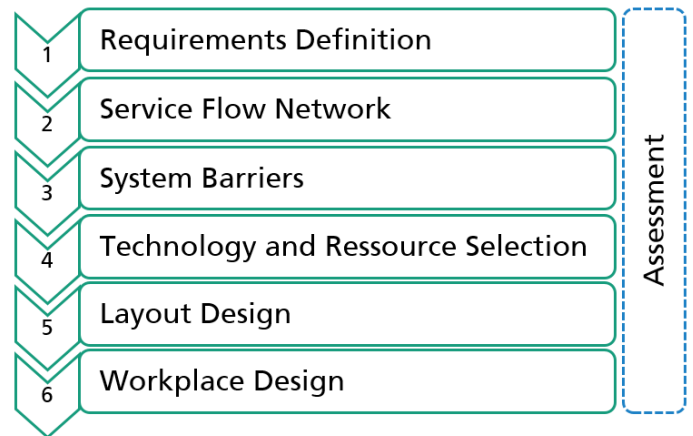 1 Requirements Definition
2 Service Flow Network
3 System Barriers
4 Technology and Ressource Selection
5 Layout Design
6 Workplace Design
Assessment